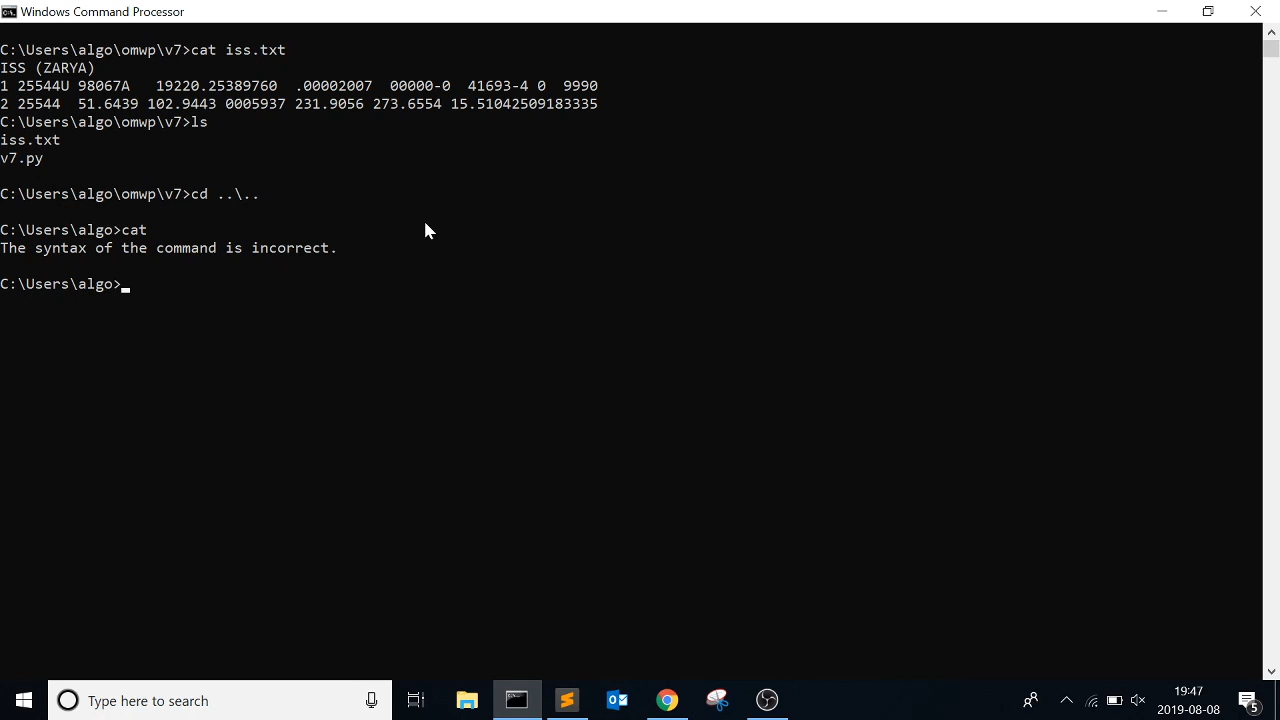 Windows Command Processor
C:\Users\algo\omwp\v7>cat iss.txt
ISS (ZARYA)
1 25544U 98067A   19220.25389760  .00002007  00000-0  41693-4 0  9990
2 25544  51.6439 102.9443 0005937 231.9056 273.6554 15.51042509183335
C:\Users\algo\omwp\v7>ls
iss.txt
v7.py
C:\Users\algo\omwp\v7>cd ..\..
C:\Users\algo>cat
The syntax of the command is incorrect.
C:\Users\algo>
Type here to search
19:47
2019-08-08
5